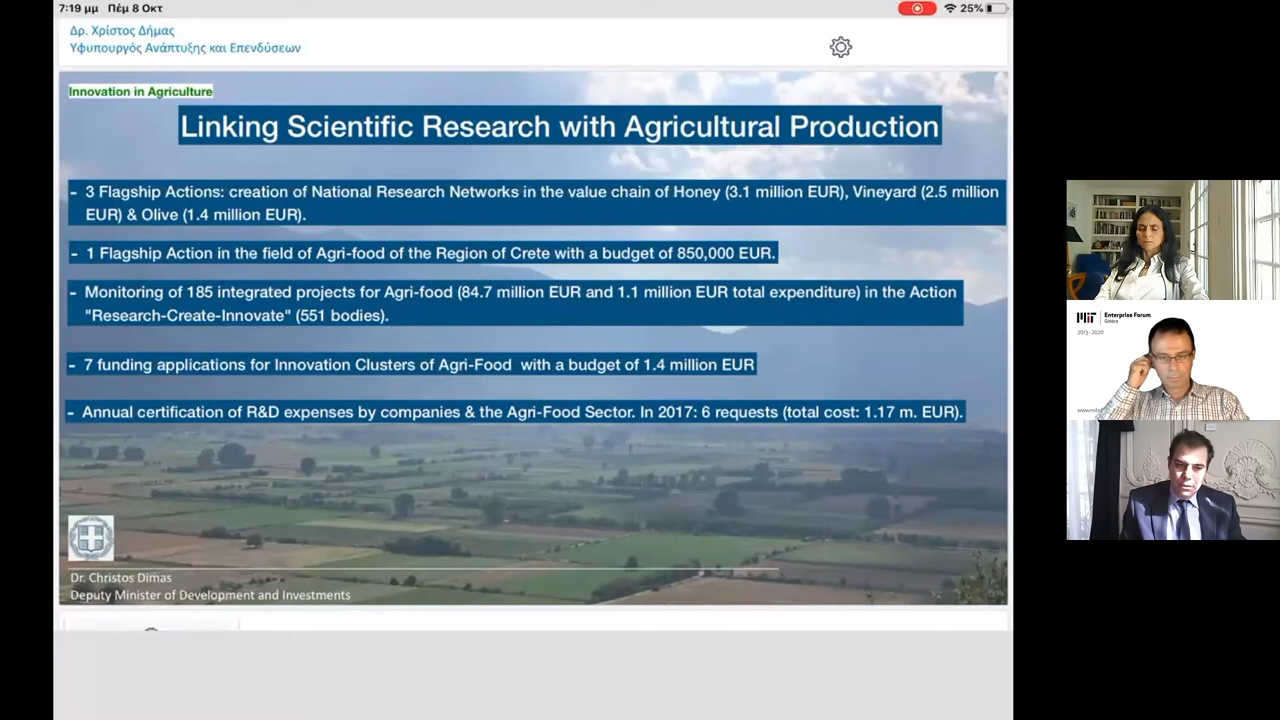 7:19 μμ Πέμ 8 Οκτ
25%
Δρ. Χρίστος Δήμας
Υφυπουργός Ανάπτυξης και Επενδύσεων
Innovation in Agriculture
Linking Scientific Research with Agricultural Production
- 3 Flagship Actions: creation of National Research Networks in the value chain of Honey (3.1 million EUR), Vineyard (2.5 million
EUR) & Olive (1.4 million EUR).
- 1 Flagship Action in the field of Agri-food of the Region of Crete with a budget of 850,000 EUR.
- Monitoring of 185 integrated projects for Agri-food (84.7 million EUR and 1.1 million EUR total expenditure) in the Action
"Research-Create-Innovate" (551 bodies).
- 7 funding applications for Innovation Clusters of Agri-Food with a budget of 1.4 million EUR
- Annual certification of R&D expenses by companies & the Agri-Food Sector. In 2017: 6 requests (total cost: 1.17 m. EUR).
Dr. Christos Dimas
Deputy Minister of Development and Investments
MIT Enterprise Forum
Greece
2013 - 2020